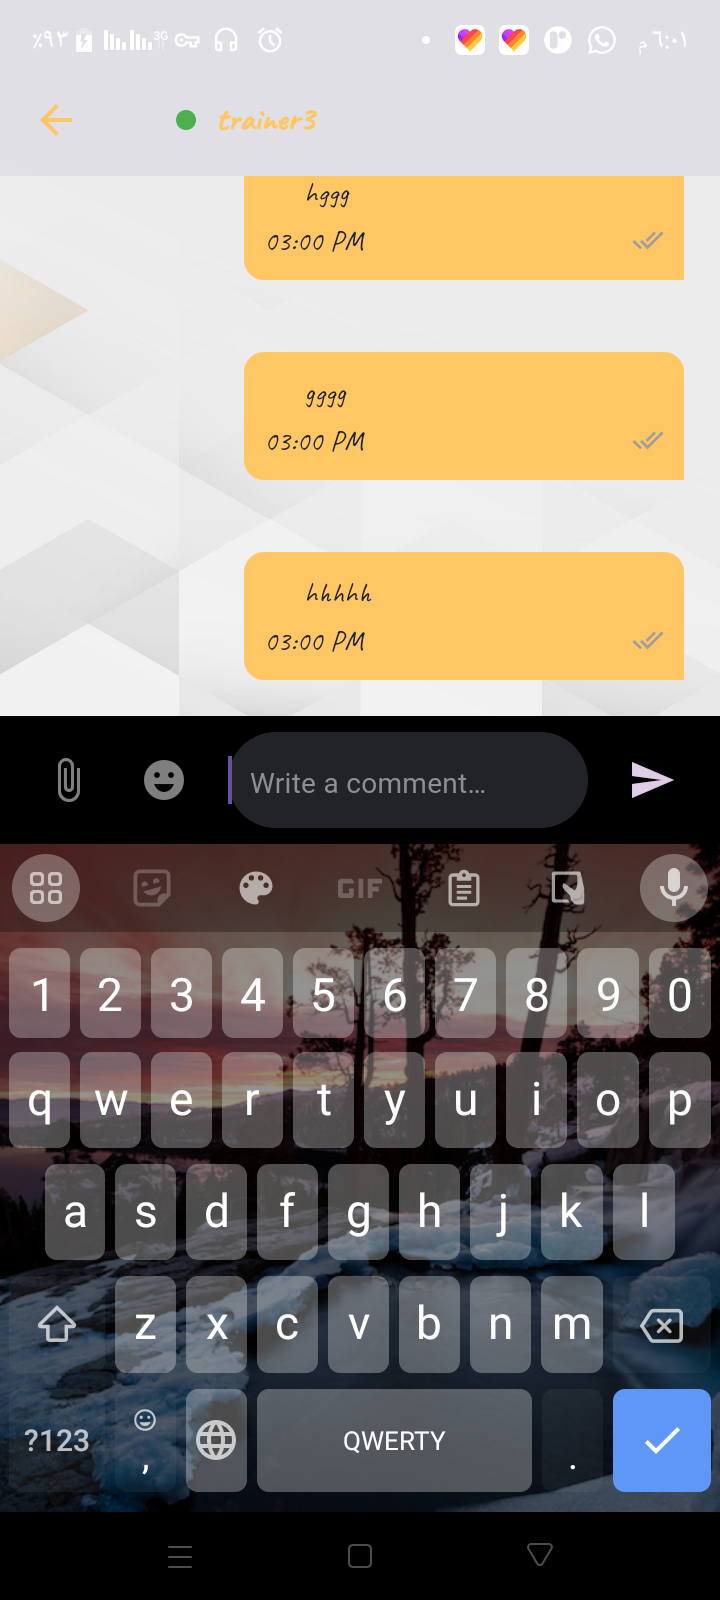 ٪٩٣ 3G ٦:٠١ م
trainer3
hggg
03:00 PM
gggg
03:00 PM
hhhhh
03:00 PM
Write a comment...
GIF
1 2 3 4 5 6 7 8 9 0
q w e r t y u i o p
a s d f g h j k l
z x c v b n m
?123 , QWERTY .